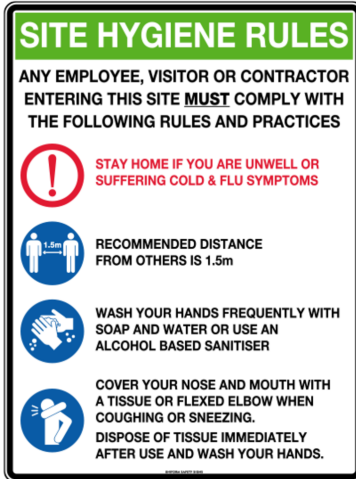 SITE HYGIENE RULES
ANY EMPLOYEE, VISITOR OR CONTRACTOR
ENTERING THIS SITE MUST COMPLY WITH
THE FOLLOWING RULES AND PRACTICES
STAY HOME IF YOU ARE UNWELL OR
SUFFERING COLD & FLU SYMPTOMS
1.5m
RECOMMENDED DISTANCE
FROM OTHERS IS 1.5m
WASH YOUR HANDS FREQUENTLY WITH
SOAP AND WATER OR USE AN
ALCOHOL BASED SANITISER
COVER YOUR NOSE AND MOUTH WITH
A TISSUE OR FLEXED ELBOW WHEN
COUGHING OR SNEEZING.
DISPOSE OF TISSUE IMMEDIATELY
AFTER USE AND WASH YOUR HANDS.